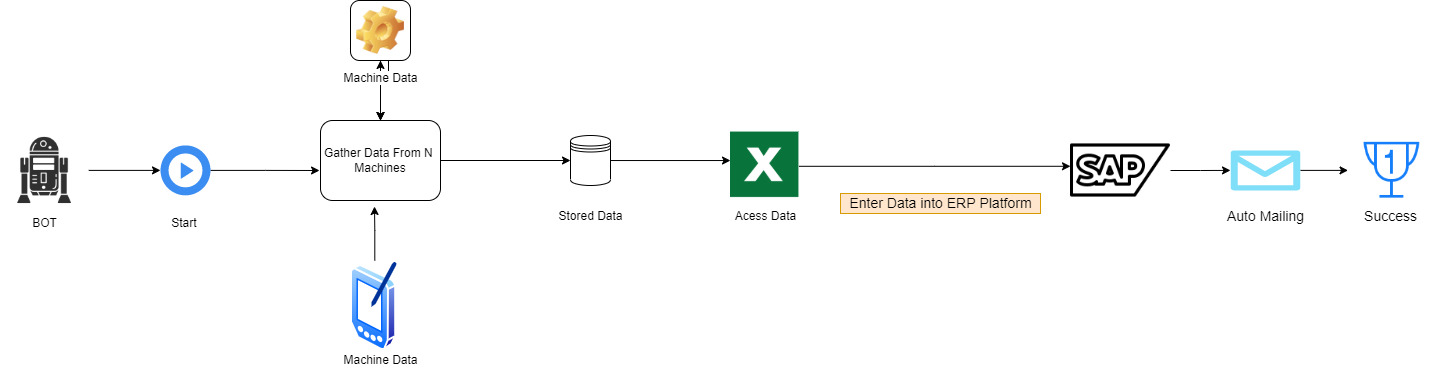 Machine Data
Gather Data From N
Machines
BOT
Start
Stored Data
X
Acess Data
Enter Data into ERP Platform
SAP
Auto Mailing
1
Success
Machine Data